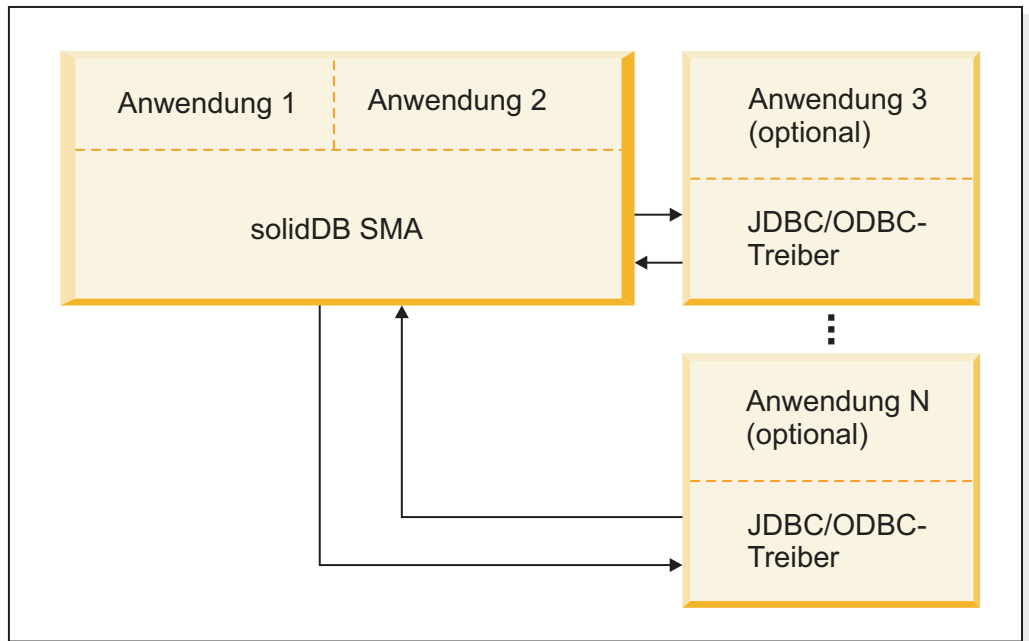 Anwendung 1
Anwendung 2
solidDB SMA
Anwendung 3
(optional)
JDBC/ODBC-
Treiber
Anwendung N
(optional)
JDBC/ODBC-
Treiber